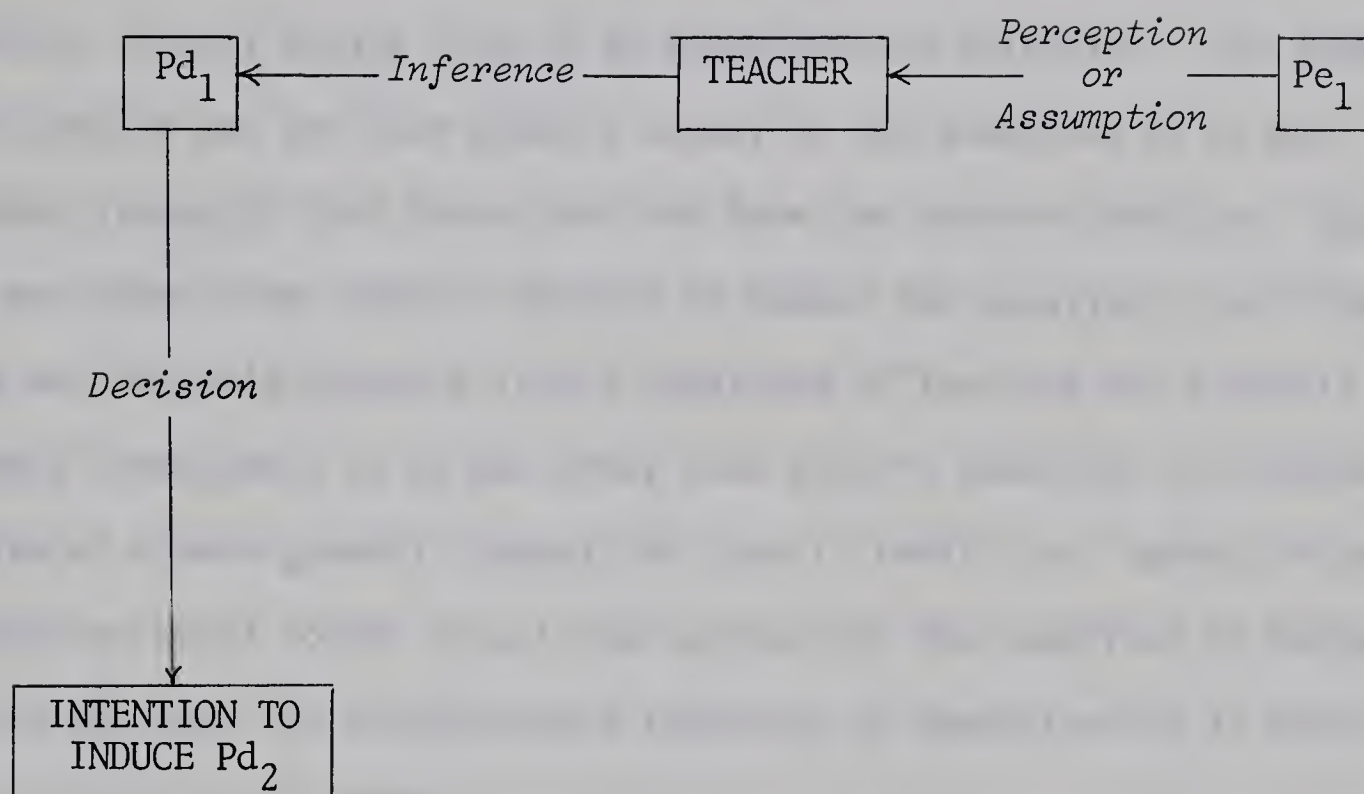 Pd₁
Inference
TEACHER
Perception
or
Assumption
Pe₁
Decision
INTENTION TO
INDUCE Pd₂